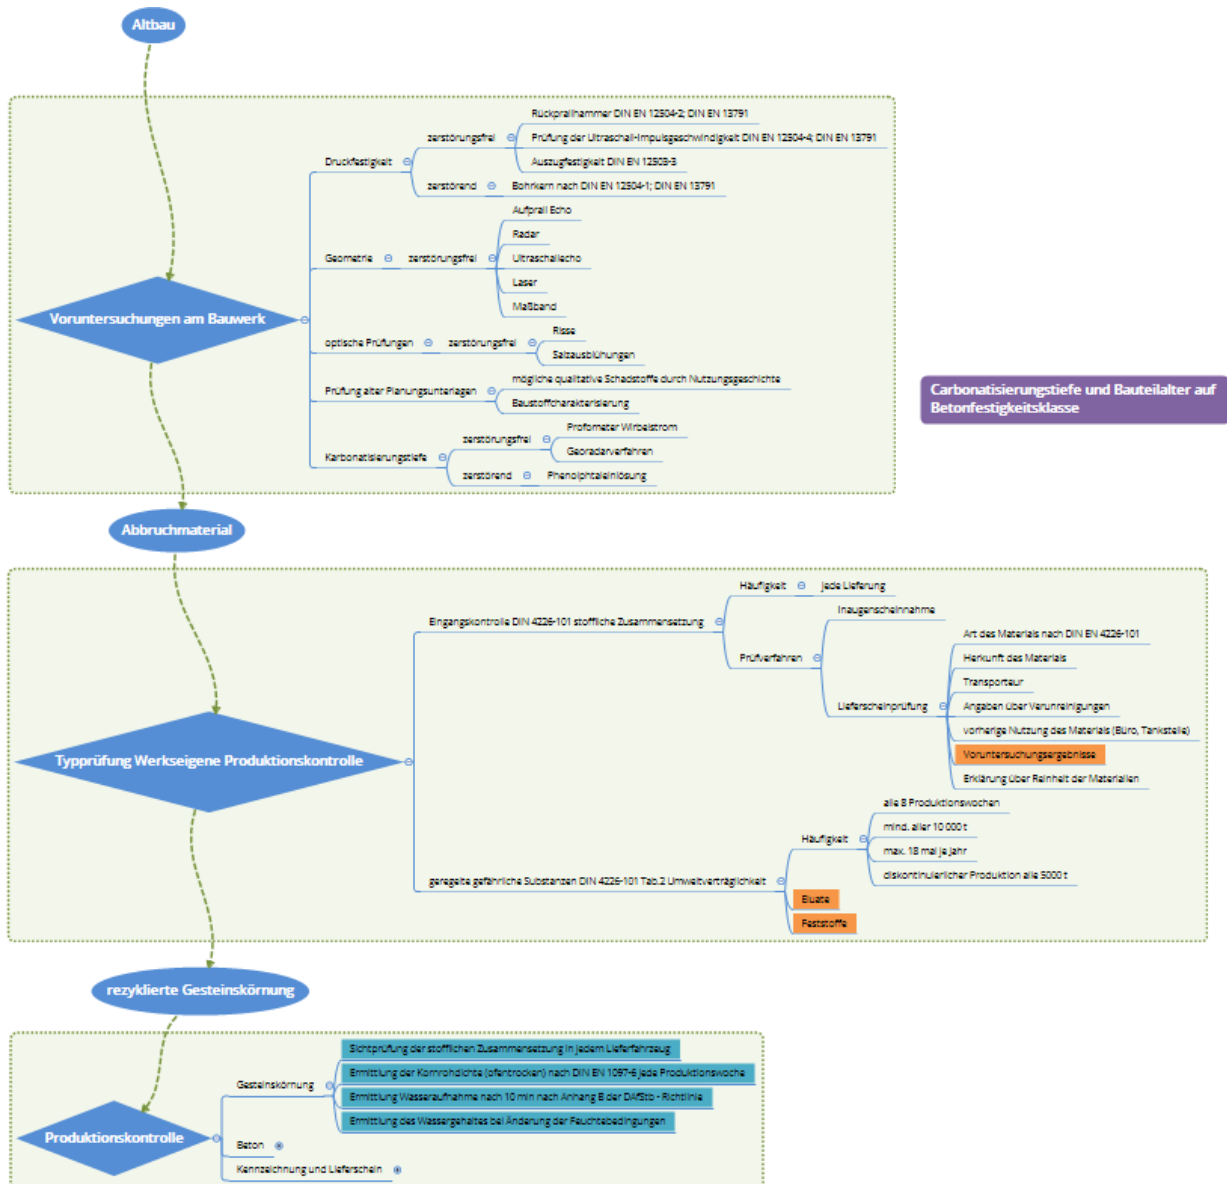 Altbau
Voruntersuchungen am Bauwerk
Druckfestigkeit
zerstörungsfrei
Rückprallhammer DIN EN 12504-2; DIN EN 13791
Prüfung der Ultraschall-Impulsgeschwindigkeit DIN EN 12504-4; DIN EN 13791
Auszugfestigkeit DIN EN 12503-3
zerstörend
Bohrkern nach DIN EN 12504-1; DIN EN 13791
Geometrie
zerstörungsfrei
Aufprall Echo
Radar
Ultraschallecho
Laser
Maßband
optische Prüfungen
zerstörungsfrei
Risse
Salzausblühungen
Prüfung alter Planungsunterlagen
mögliche qualitative Schadstoffe durch Nutzungsgeschichte
Baustoffcharakterisierung
Karbonatisierungstiefe
zerstörungsfrei
Profometer Wirbelstrom
Georadarverfahren
zerstörend
Phenolphtaleinlösung
Carbonatisierungstiefe und Bauteilalter auf
Betonfestigkeitsklasse
Abbruchmaterial
Typprüfung Werkseigene Produktionskontrolle
Eingangskontrolle DIN 4226-101 stoffliche Zusammensetzung
Häufigkeit
jede Lieferung
Prüfverfahren
Inaugenscheinnahme
Lieferscheinprüfung
Art des Materials nach DIN EN 4226-101
Herkunft des Materials
Transporteur
Angaben über Verunreinigungen
vorherige Nutzung des Materials (Büro, Tankstelle)
Voruntersuchungsergebnisse
Erklärung über Reinheit der Materialien
geregelte gefährliche Substanzen DIN 4226-101 Tab.2 Umweltverträglichkeit
Häufigkeit
alle 8 Produktionswochen
mind. aller 10 000 t
max. 18 mal je Jahr
diskontinuierlicher Produktion alle 5000 t
Eluate
Feststoffe
rezyklierte Gesteinskörnung
Produktionskontrolle
Gesteinskörnung
Sichtprüfung der stofflichen Zusammensetzung in jedem Lieferfahrzeug
Ermittlung der Kornrohdichte (ofentrocken) nach DIN EN 1097-6 jede Produktionswoche
Ermittlung Wasseraufnahme nach 10 min nach Anhang B der DAfStb - Richtlinie
Ermittlung des Wassergehaltes bei Änderung der Feuchtebedingungen
Beton
Kennzeichnung und Lieferschein